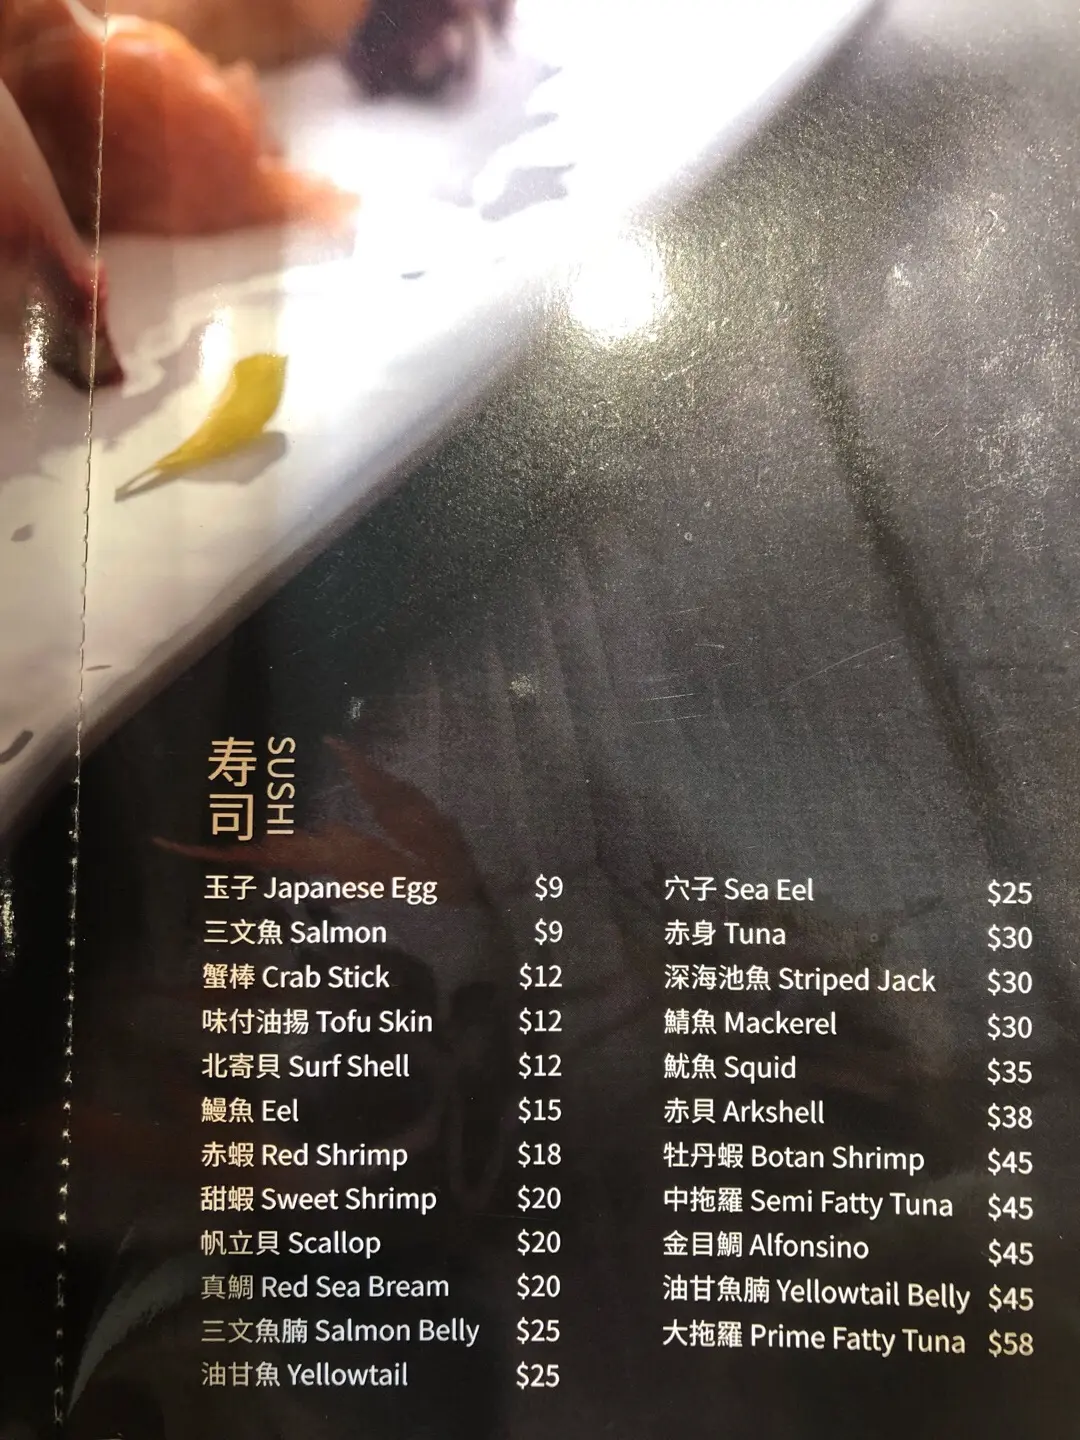 寿司
SUSHI
玉子 Japanese Egg $9
三文魚 Salmon $9
蟹棒 Crab Stick $12
味付油揚 Tofu Skin $12
北寄貝 Surf Shell $12
鰻魚 Eel $15
赤蝦 Red Shrimp $18
甜蝦 Sweet Shrimp $20
帆立貝 Scallop $20
真鯛 Red Sea Bream $20
三文魚腩 Salmon Belly $25
油甘魚 Yellowtail $25
穴子 Sea Eel $25
赤身 Tuna $30
深海池魚 Striped Jack $30
鯖魚 Mackerel $30
魷魚 Squid $35
赤貝 Arkshell $38
牡丹蝦 Botan Shrimp $45
中拖羅 Semi Fatty Tuna $45
金目鯛 Alfonsino $45
油甘魚腩 Yellowtail Belly $45
大拖羅 Prime Fatty Tuna $58